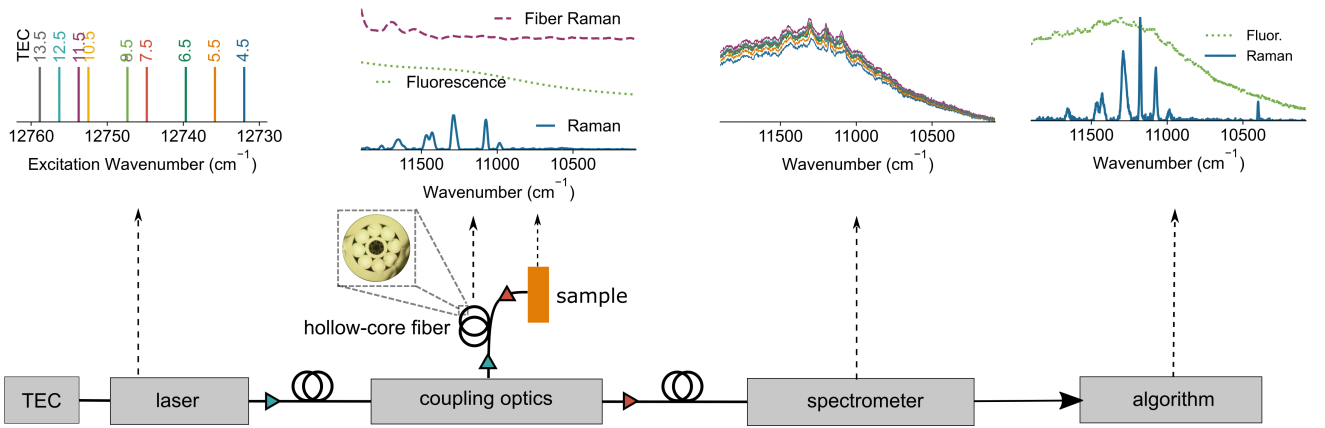 TEC
13.5
12.5
11.5
10.5
8.5
7.5
6.5
5.5
4.5
12760 12750 12740 12730
Excitation Wavenumber (cm−1)
Fiber Raman
Fluorescence
Raman
11500 11000 10500
Wavenumber (cm−1)
11500 11000 10500
Wavenumber (cm−1)
Fluor.
Raman
11500 11000 10500
Wavenumber (cm−1)
sample
hollow-core fiber
TEC
laser
coupling optics
spectrometer
algorithm